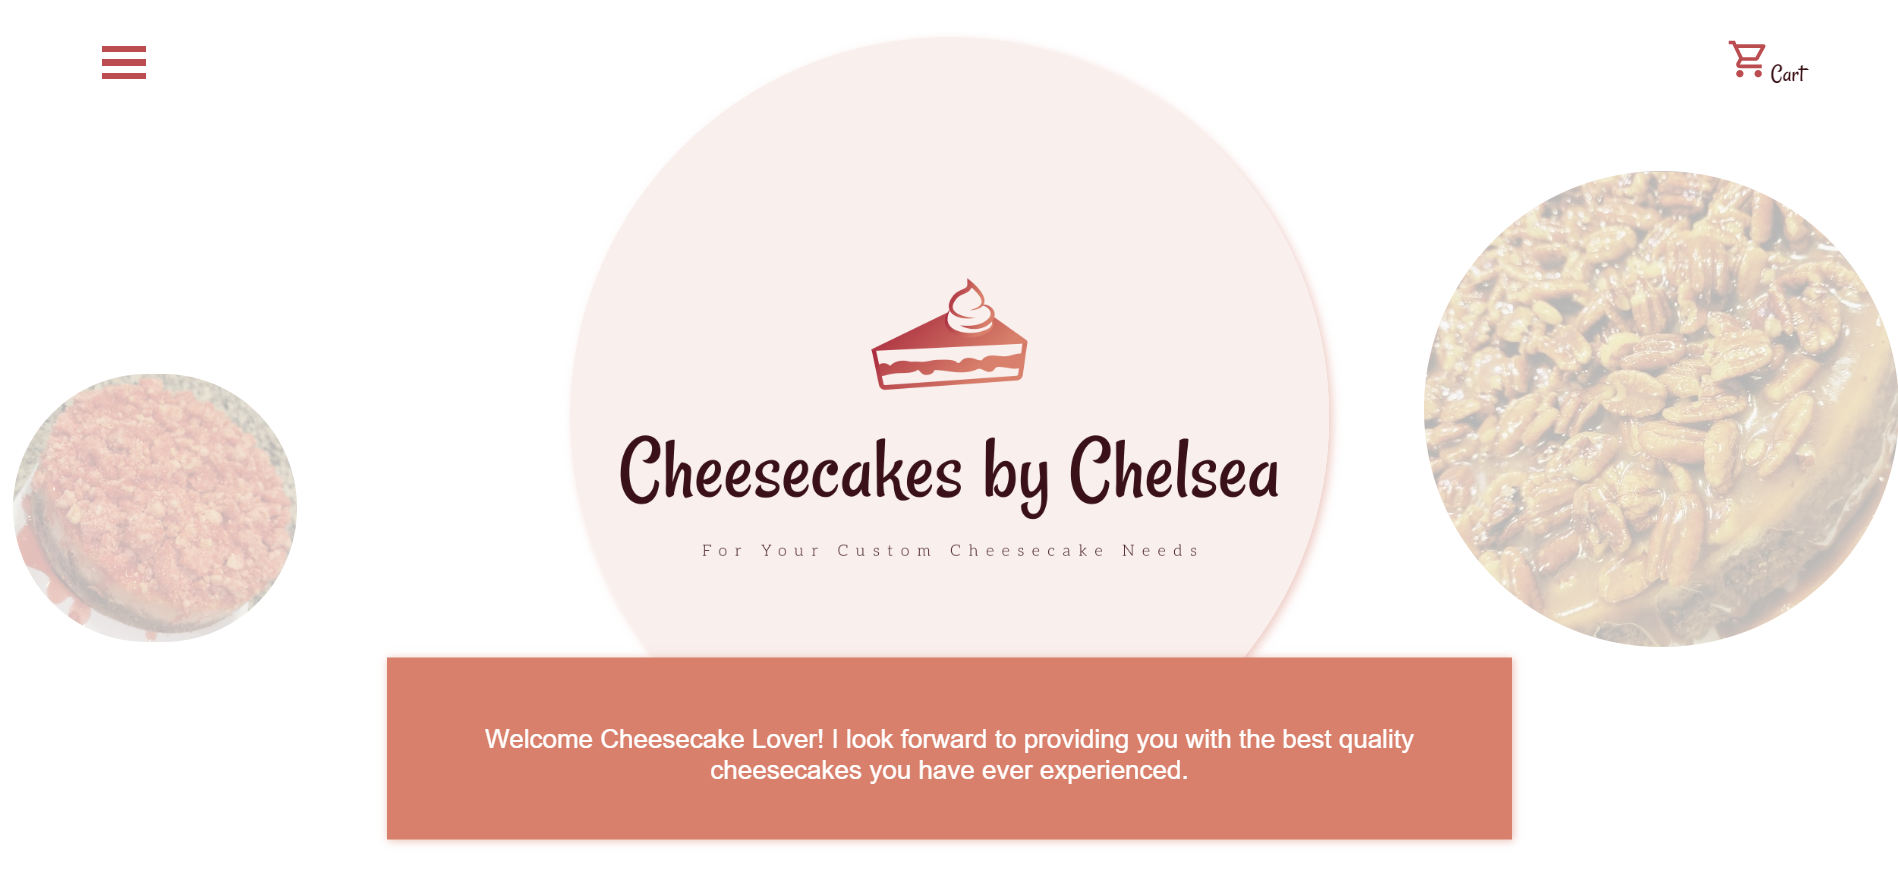 Cart
Cheesecakes by Chelsea
For Your Custom Cheesecake Needs
Welcome Cheesecake Lover! I look forward to providing you with the best quality
cheesecakes you have ever experienced.